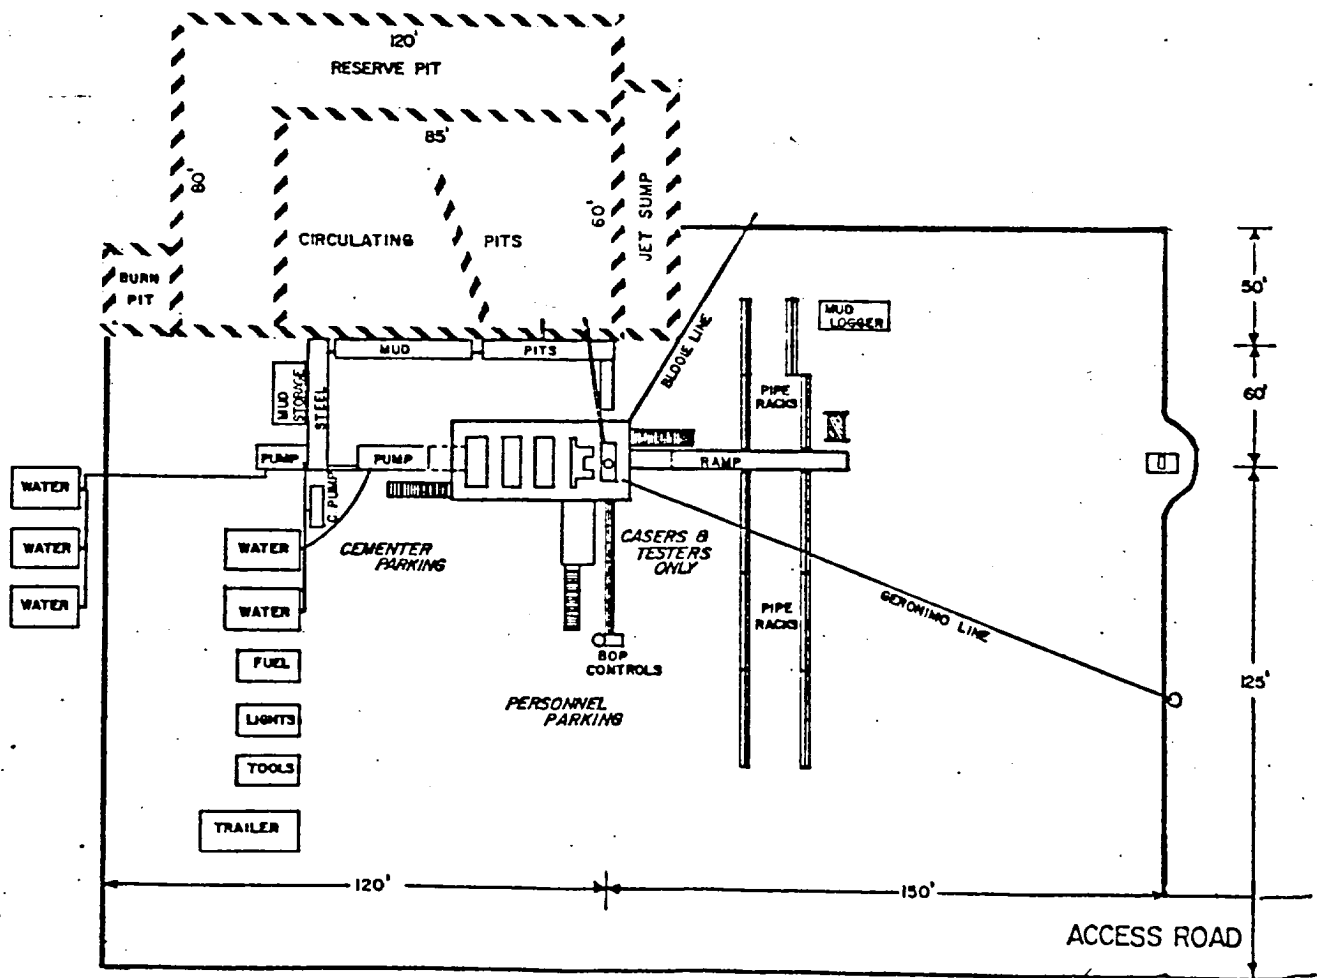 120'
RESERVE PIT
85'
80'
60'
JET SUMP
CIRCULATING PITS
BURN
PIT
50'
MUD
LOGGER
BLOOIE LINE
MUD PITS
MUD
STORAGE
STEEL
PIPE
RACKS
60'
PUMP
PUMP
RAMP
WATER
C PUMP
WATER
WATER
CEMENTER
PARKING
CASERS &
TESTERS
ONLY
WATER
WATER
GERONIMO LINE
PIPE
RACKS
FUEL
BOP
CONTROLS
125'
PERSONNEL
PARKING
LIGHTS
TOOLS
TRAILER
120'
150'
ACCESS ROAD